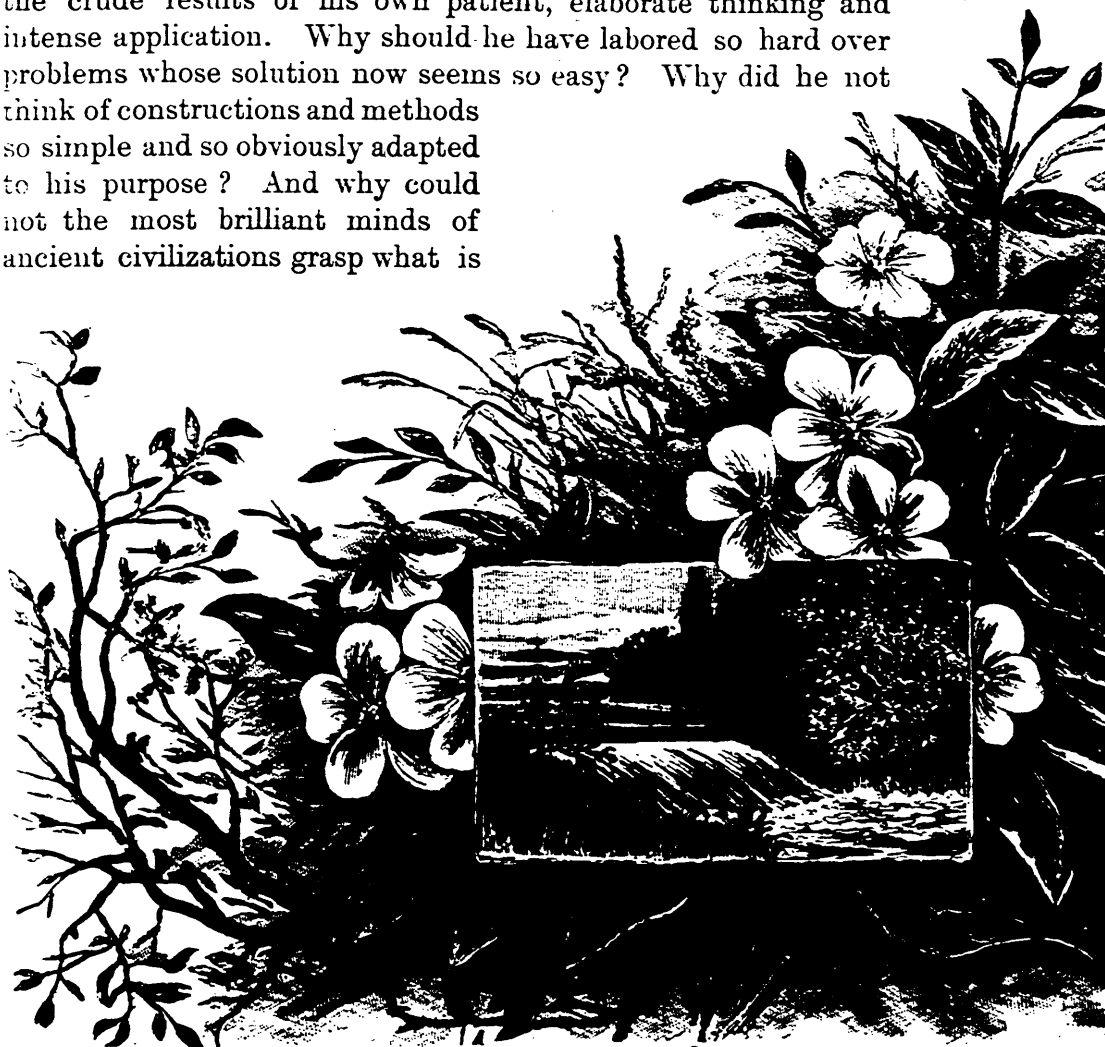 the crude results of his own patient, elaborate thinking and
intense application. Why should he have labored so hard over
problems whose solution now seems so easy? Why did he not
think of constructions and methods
so simple and so obviously adapted
to his purpose? And why could
not the most brilliant minds of
ancient civilizations grasp what is